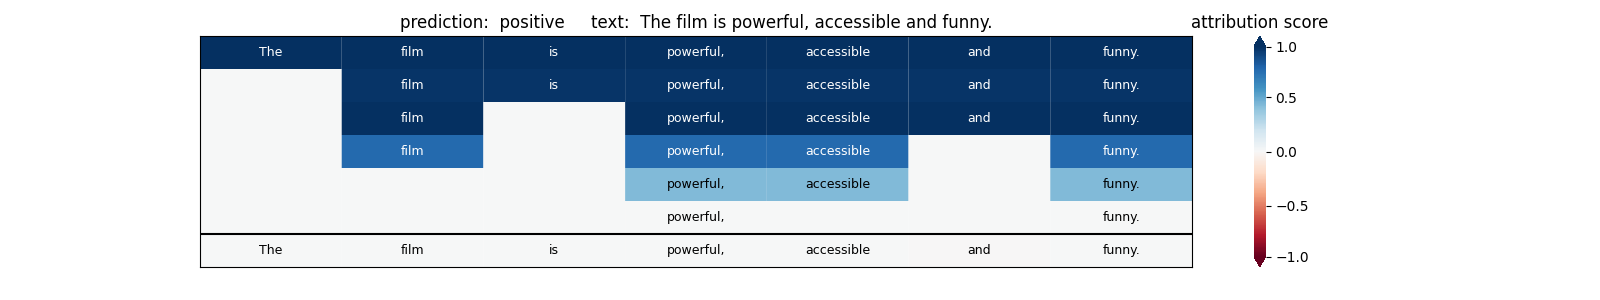 prediction:  positive     text:  The film is powerful, accessible and funny.
attribution score
The film is powerful, accessible and funny.
film is powerful, accessible and funny.
film powerful, accessible and funny.
film powerful, accessible funny.
powerful, accessible funny.
powerful, funny.
The film is powerful, accessible and funny.
1.0
0.5
0.0
−0.5
−1.0